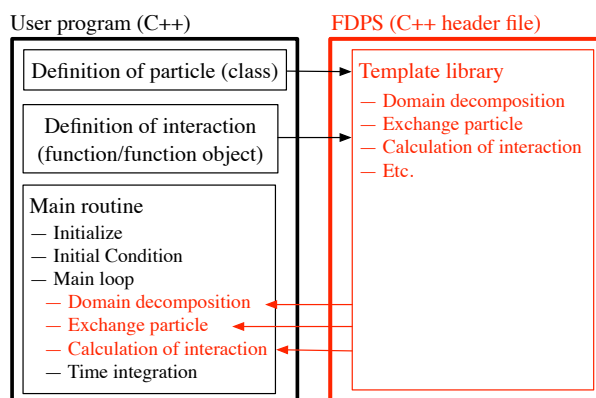 User program (C++)
Definition of particle (class)
Definition of interaction
(function/function object)
Main routine
— Initialize
— Initial Condition
— Main loop
— Domain decomposition
— Exchange particle
— Calculation of interaction
— Time integration
FDPS (C++ header file)
Template library
— Domain decomposition
— Exchange particle
— Calculation of interaction
— Etc.